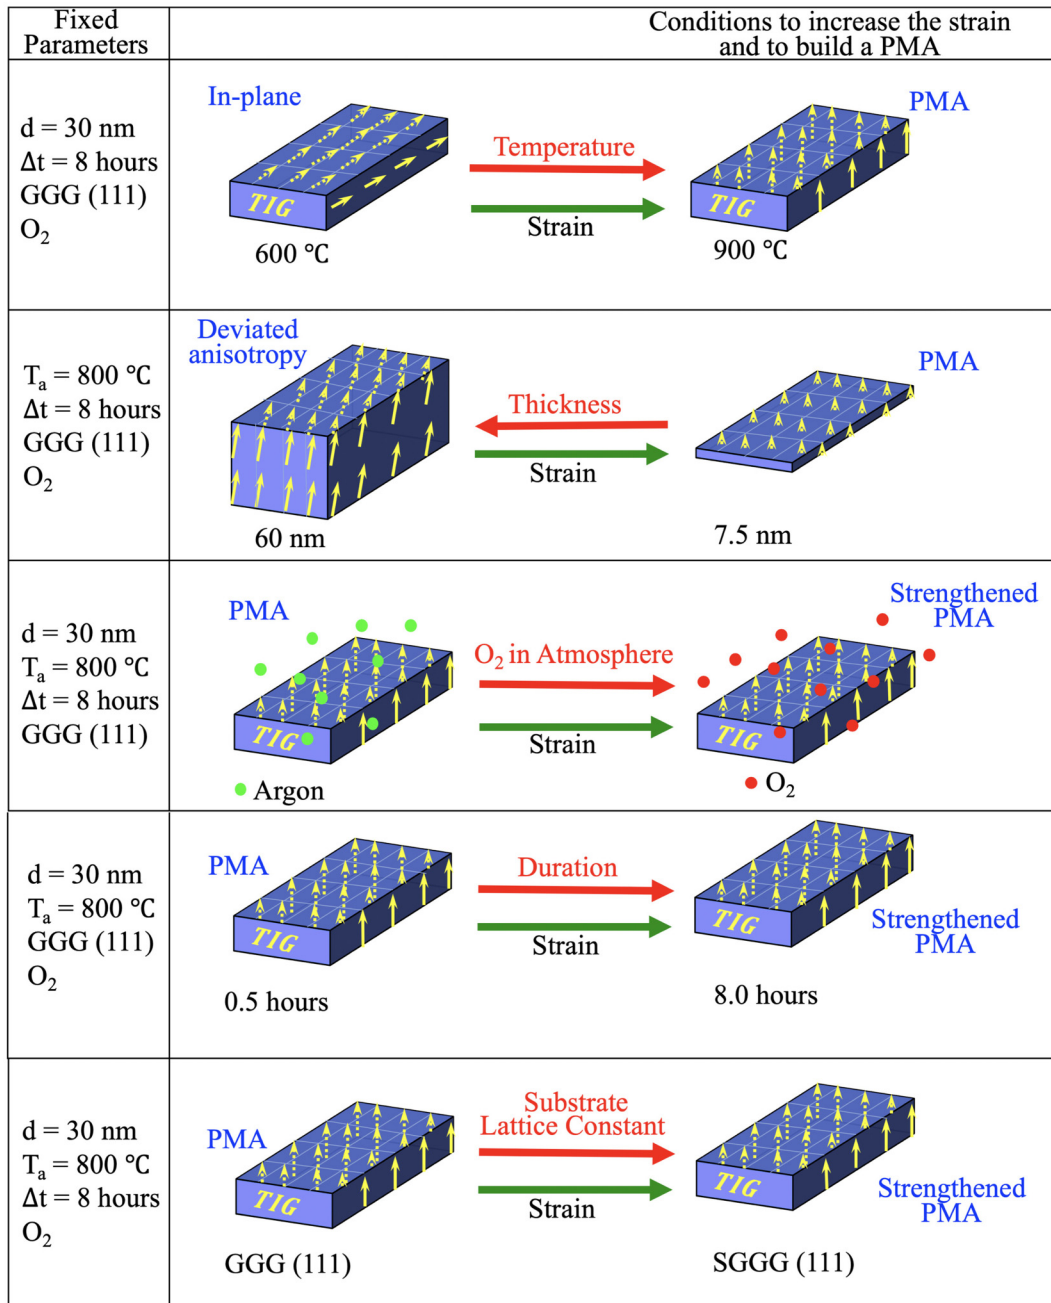 Fixed
Parameters
Conditions to increase the strain
and to build a PMA
d = 30 nm
Δt = 8 hours
GGG (111)
O₂
In-plane
TIG
600 ℃
Temperature
Strain
PMA
TIG
900 ℃
Tₐ = 800 ℃
Δt = 8 hours
GGG (111)
O₂
Deviated
anisotropy
60 nm
Thickness
Strain
PMA
7.5 nm
d = 30 nm
Tₐ = 800 ℃
Δt = 8 hours
GGG (111)
PMA
TIG
Argon
O₂ in Atmosphere
Strain
Strengthened
PMA
TIG
O₂
d = 30 nm
Tₐ = 800 ℃
GGG (111)
O₂
PMA
TIG
0.5 hours
Duration
Strain
TIG
Strengthened
PMA
8.0 hours
d = 30 nm
Tₐ = 800 ℃
Δt = 8 hours
O₂
PMA
TIG
GGG (111)
Substrate
Lattice Constant
Strain
TIG
Strengthened
PMA
SGGG (111)